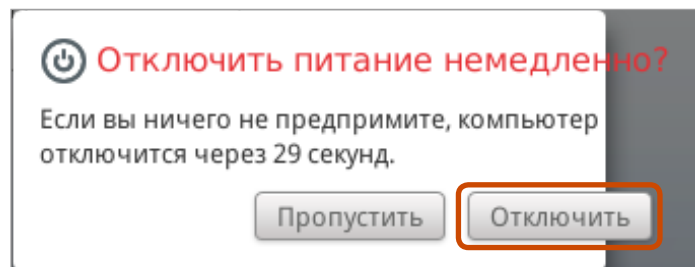 Отключить питание немедленно?
Если вы ничего не предпримите, компьютер
отключится через 29 секунд.
Пропустить Отключить